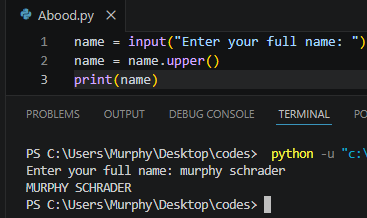 Abood.py
1 name = input("Enter your full name: ")
2 name = name.upper()
3 print(name)
PROBLEMS OUTPUT DEBUG CONSOLE TERMINAL
PS C:\Users\Murphy\Desktop\codes> python -u "c:\
Enter your full name: murphy schrader
MURPHY SCHRADER
PS C:\Users\Murphy\Desktop\codes>